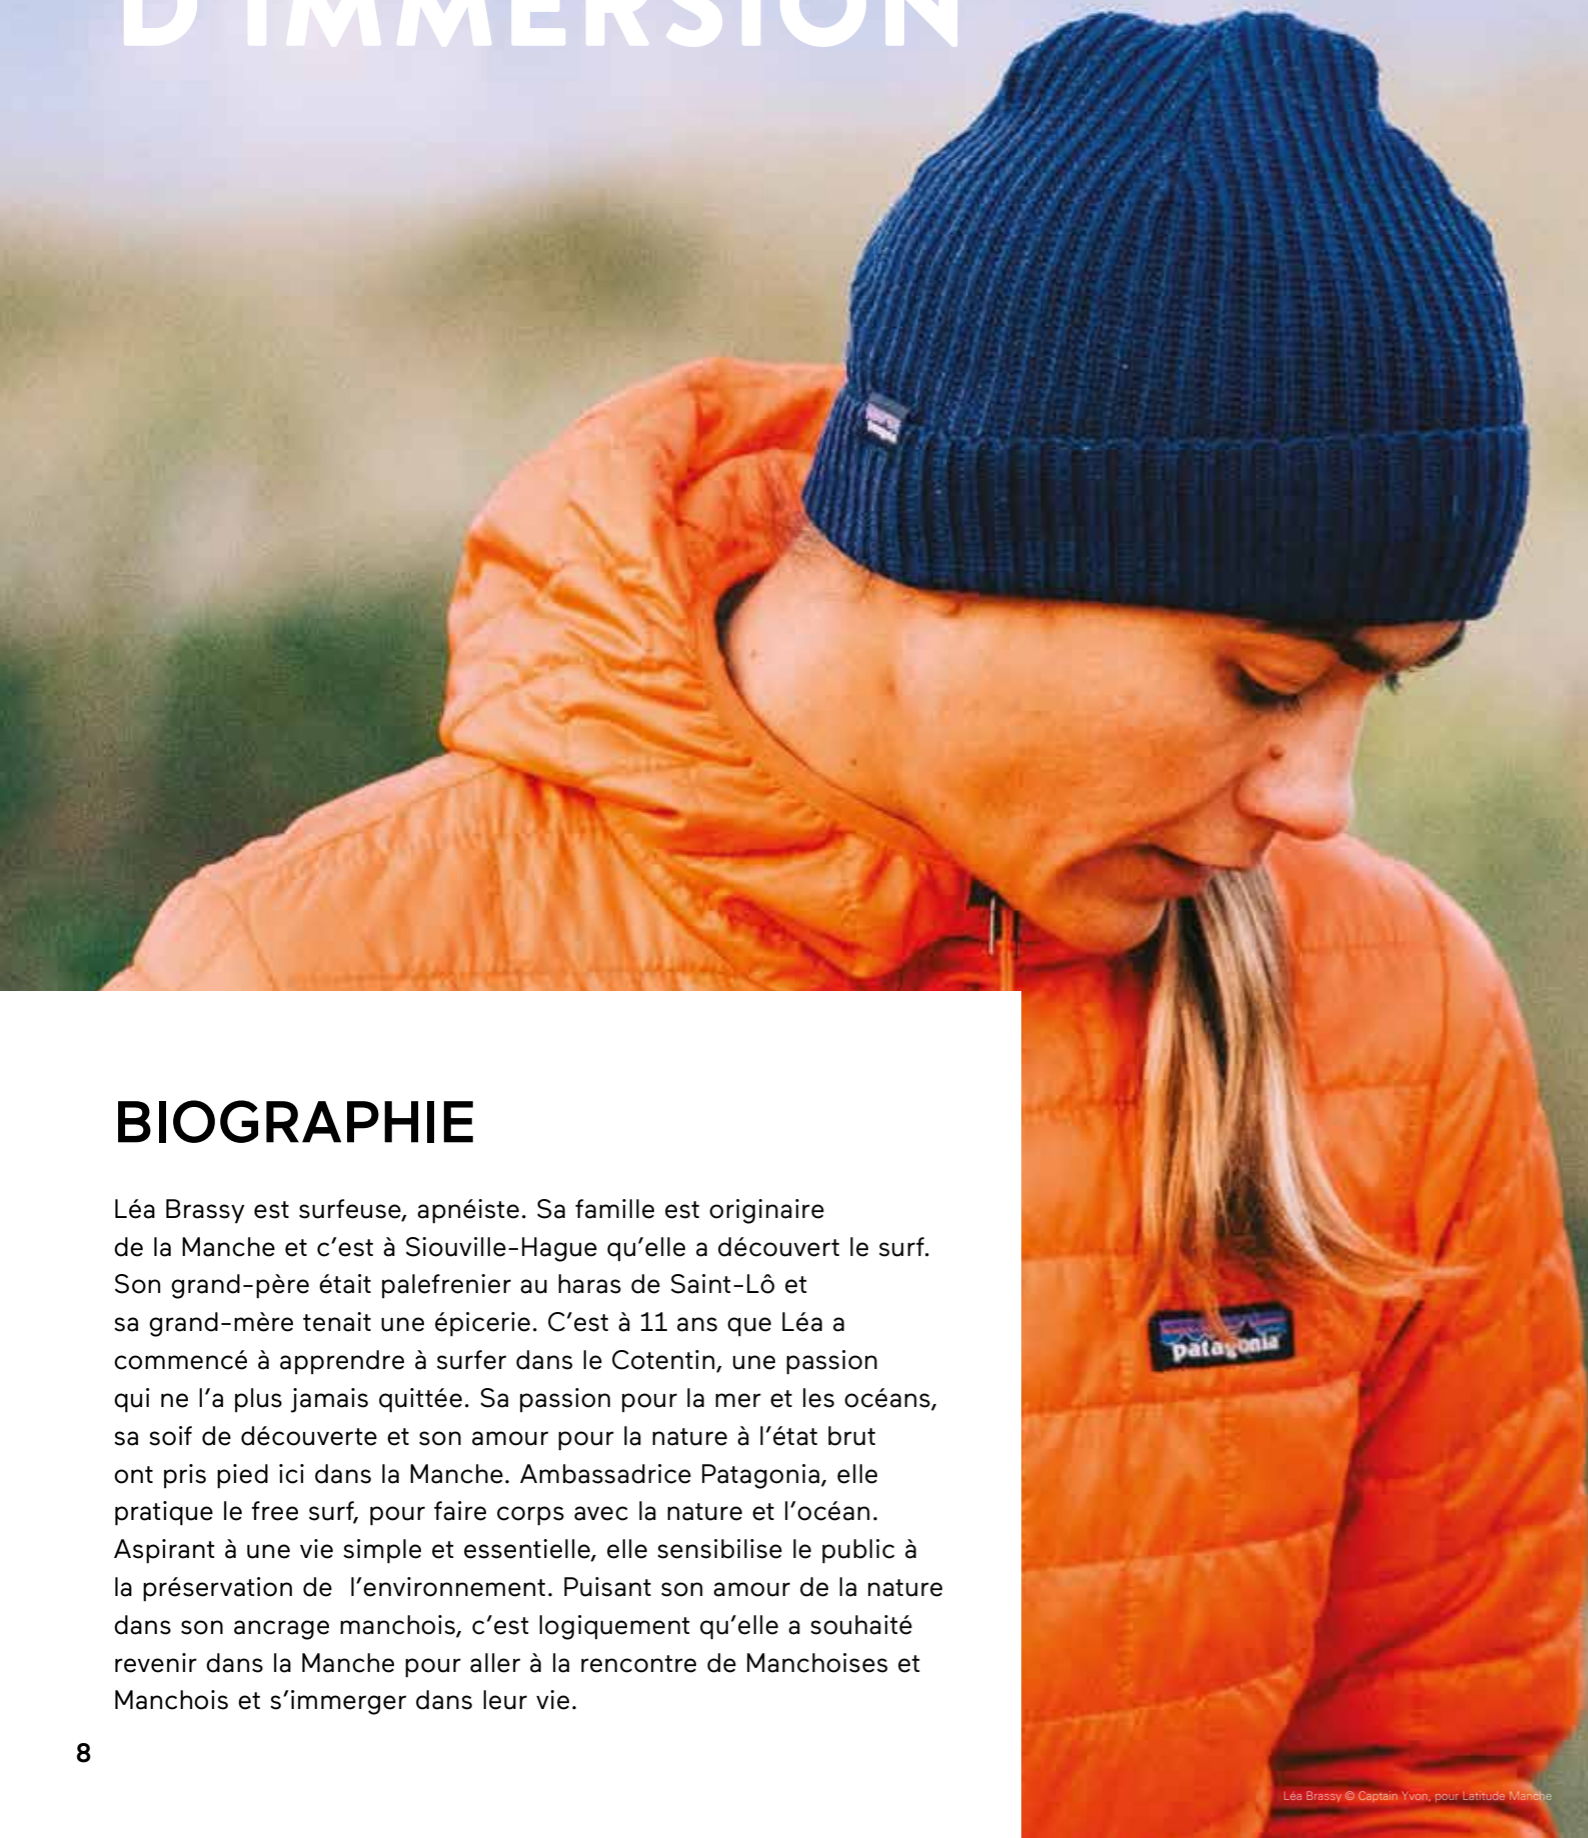 D'IMMERSION
patagonia
BIOGRAPHIE
Léa Brassy est surfeuse, apnéiste. Sa famille est originaire
de la Manche et c’est à Siouville-Hague qu’elle a découvert le surf.
Son grand-père était palefrenier au haras de Saint-Lô et
sa grand-mère tenait une épicerie. C’est à 11 ans que Léa a
commencé à apprendre à surfer dans le Cotentin, une passion
qui ne l’a plus jamais quittée. Sa passion pour la mer et les océans,
sa soif de découverte et son amour pour la nature à l’état brut
ont pris pied ici dans la Manche. Ambassadrice Patagonia, elle
pratique le free surf, pour faire corps avec la nature et l’océan.
Aspirant à une vie simple et essentielle, elle sensibilise le public à
la préservation de  l’environnement. Puisant son amour de la nature
dans son ancrage manchois, c’est logiquement qu’elle a souhaité
revenir dans la Manche pour aller à la rencontre de Manchoises et
Manchois et s’immerger dans leur vie.
8
Léa Brassy © Captain Yvon, pour Latitude Manche